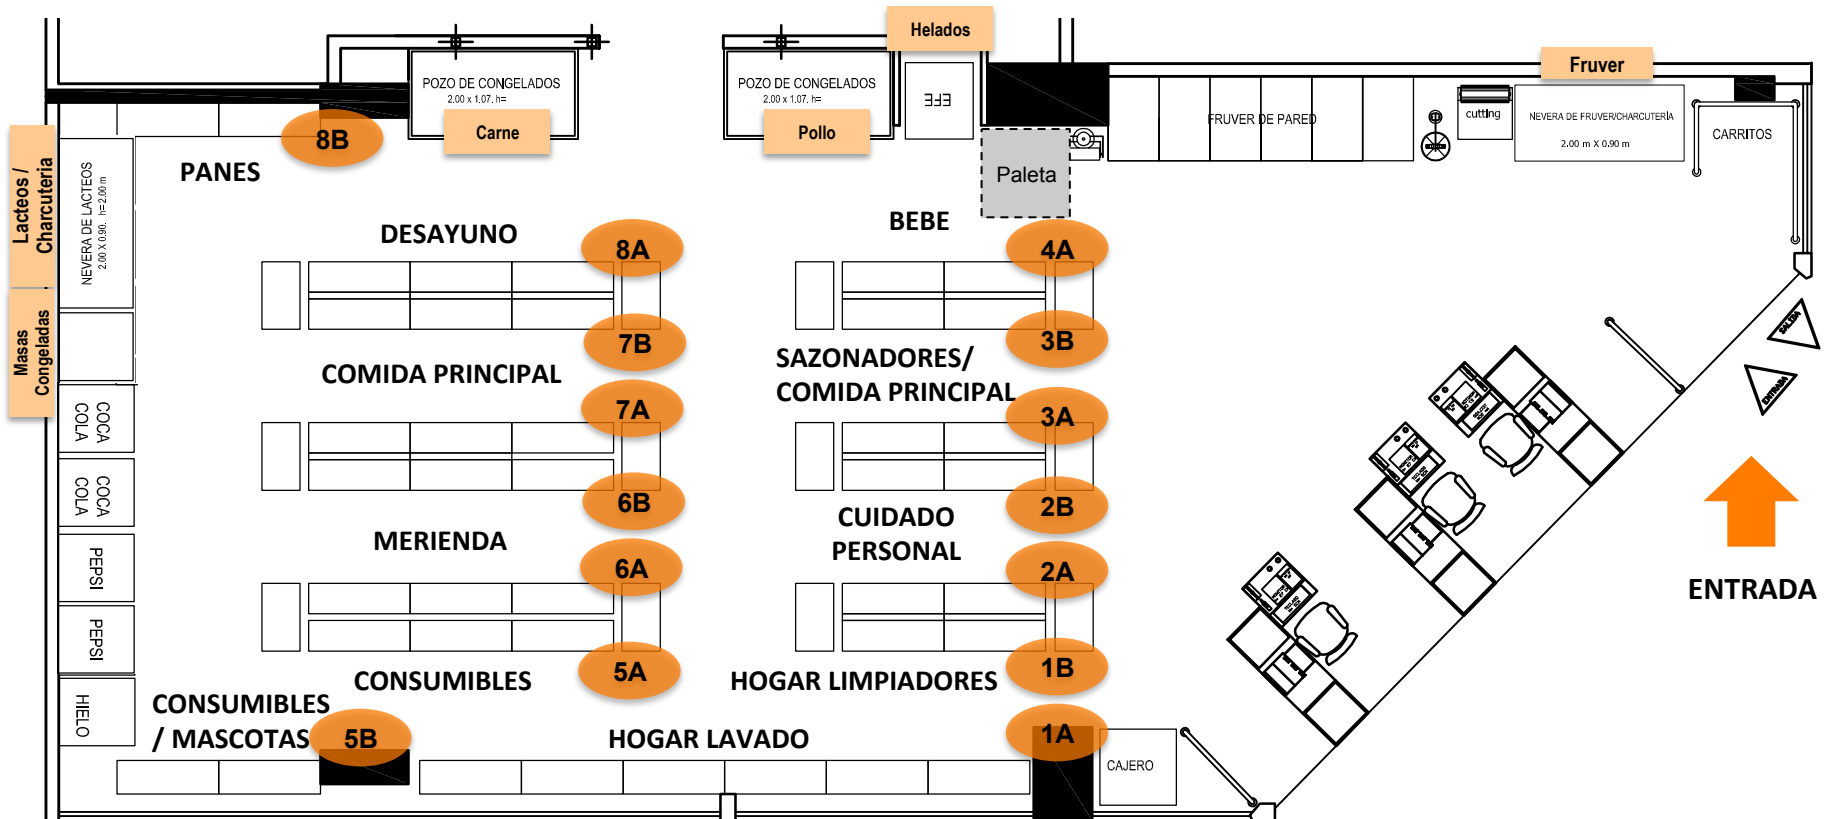 Helados
Fruver
POZO DE CONGELADOS
2.00 x 1.07. h=
Carne
POZO DE CONGELADOS
2.00 x 1.07. h=
Pollo
EFE
FRUVER DE PARED
cutting
NEVERA DE FRUVER/CHARCUTERÍA
2.00 m X 0.90 m
CARRITOS
8B
PANES
Lacteos /
Charcuteria
NEVERA DE LACTEOS
2.00 X 0.90. h=2.00 m
Paleta
DESAYUNO
8A
BEBE
4A
Masas
Congeladas
7B
3B
COMIDA PRINCIPAL
SAZONADORES/
COMIDA PRINCIPAL
SALIDA
ENTRADA
COCA
COLA
7A
3A
COCA
COLA
6B
2B
MERIENDA
CUIDADO
PERSONAL
PEPSI
6A
2A
ENTRADA
PEPSI
CONSUMIBLES
5A
HOGAR LIMPIADORES
1B
HIELO
CONSUMIBLES
/ MASCOTAS
5B
HOGAR LAVADO
1A
CAJERO